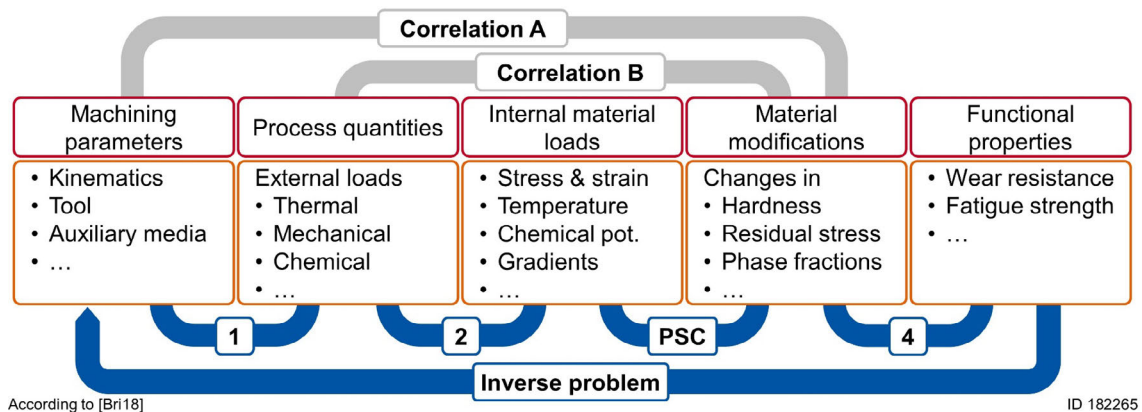 Correlation A
Correlation B
Machining
parameters
Process quantities
Internal material
loads
Material
modifications
Functional
properties
• Kinematics
• Tool
• Auxiliary media
• …
External loads
• Thermal
• Mechanical
• Chemical
• …
• Stress & strain
• Temperature
• Chemical pot.
• Gradients
• …
Changes in
• Hardness
• Residual stress
• Phase fractions
• …
• Wear resistance
• Fatigue strength
• …
1
2
PSC
4
Inverse problem
According to [Bri18]
ID 182265